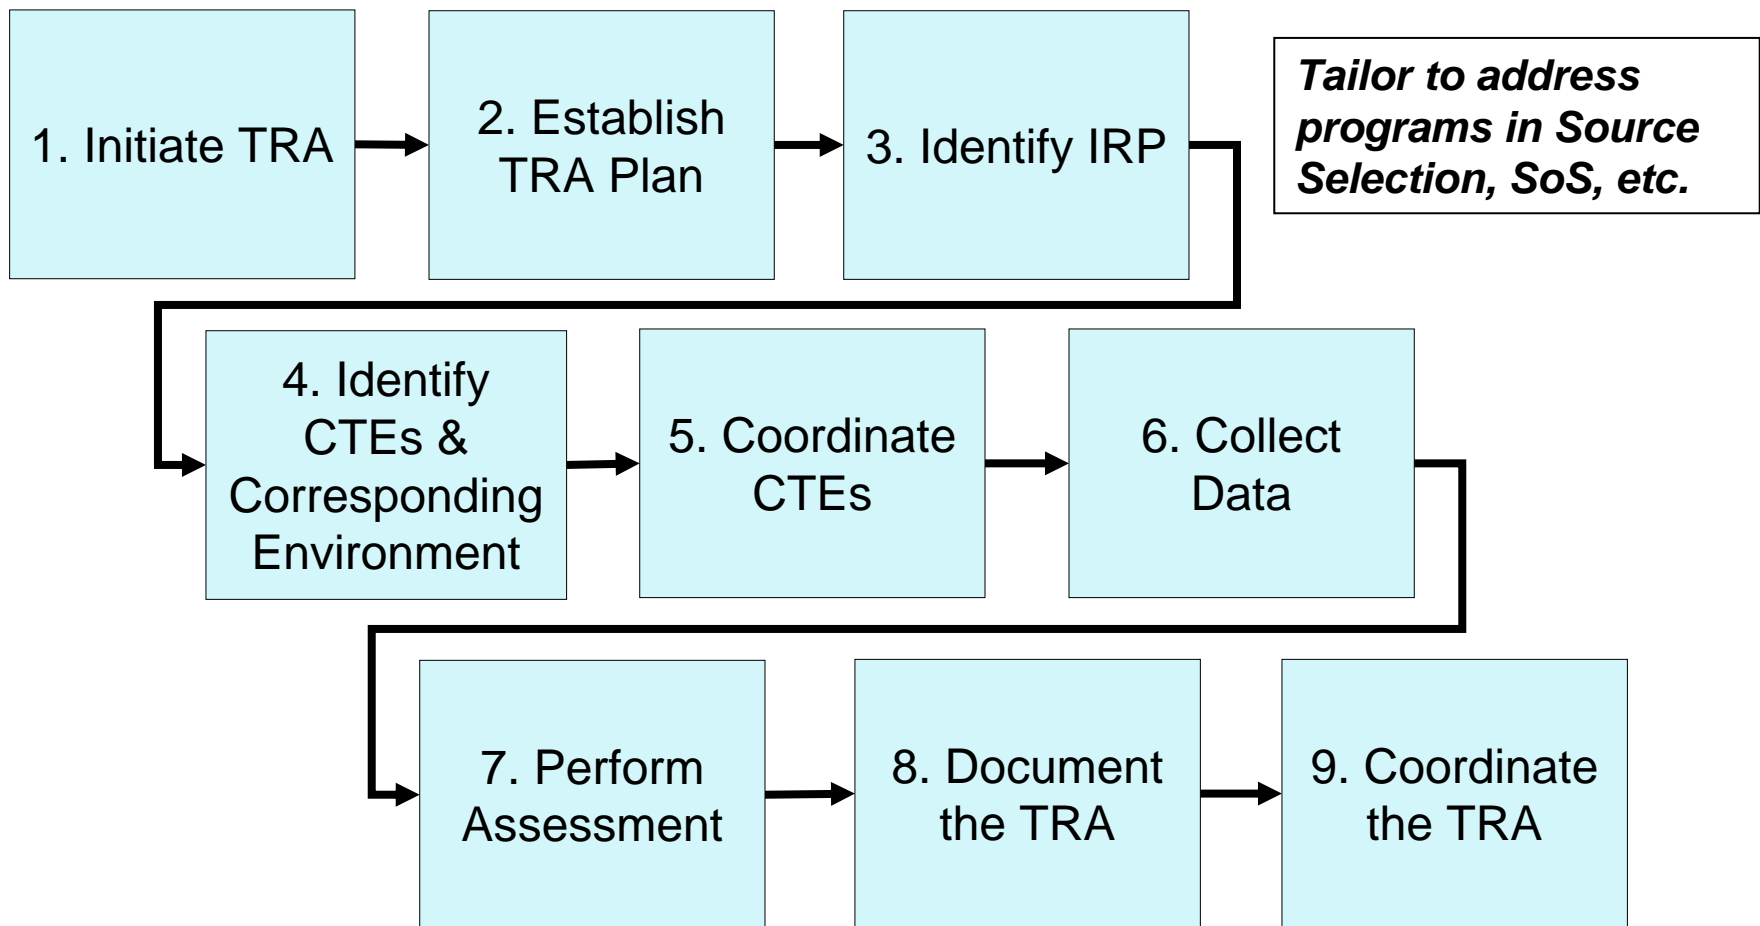 1. Initiate TRA
2. Establish
TRA Plan
3. Identify IRP
Tailor to address
programs in Source
Selection, SoS, etc.
4. Identify
CTEs &
Corresponding
Environment
5. Coordinate
CTEs
6. Collect
Data
7. Perform
Assessment
8. Document
the TRA
9. Coordinate
the TRA